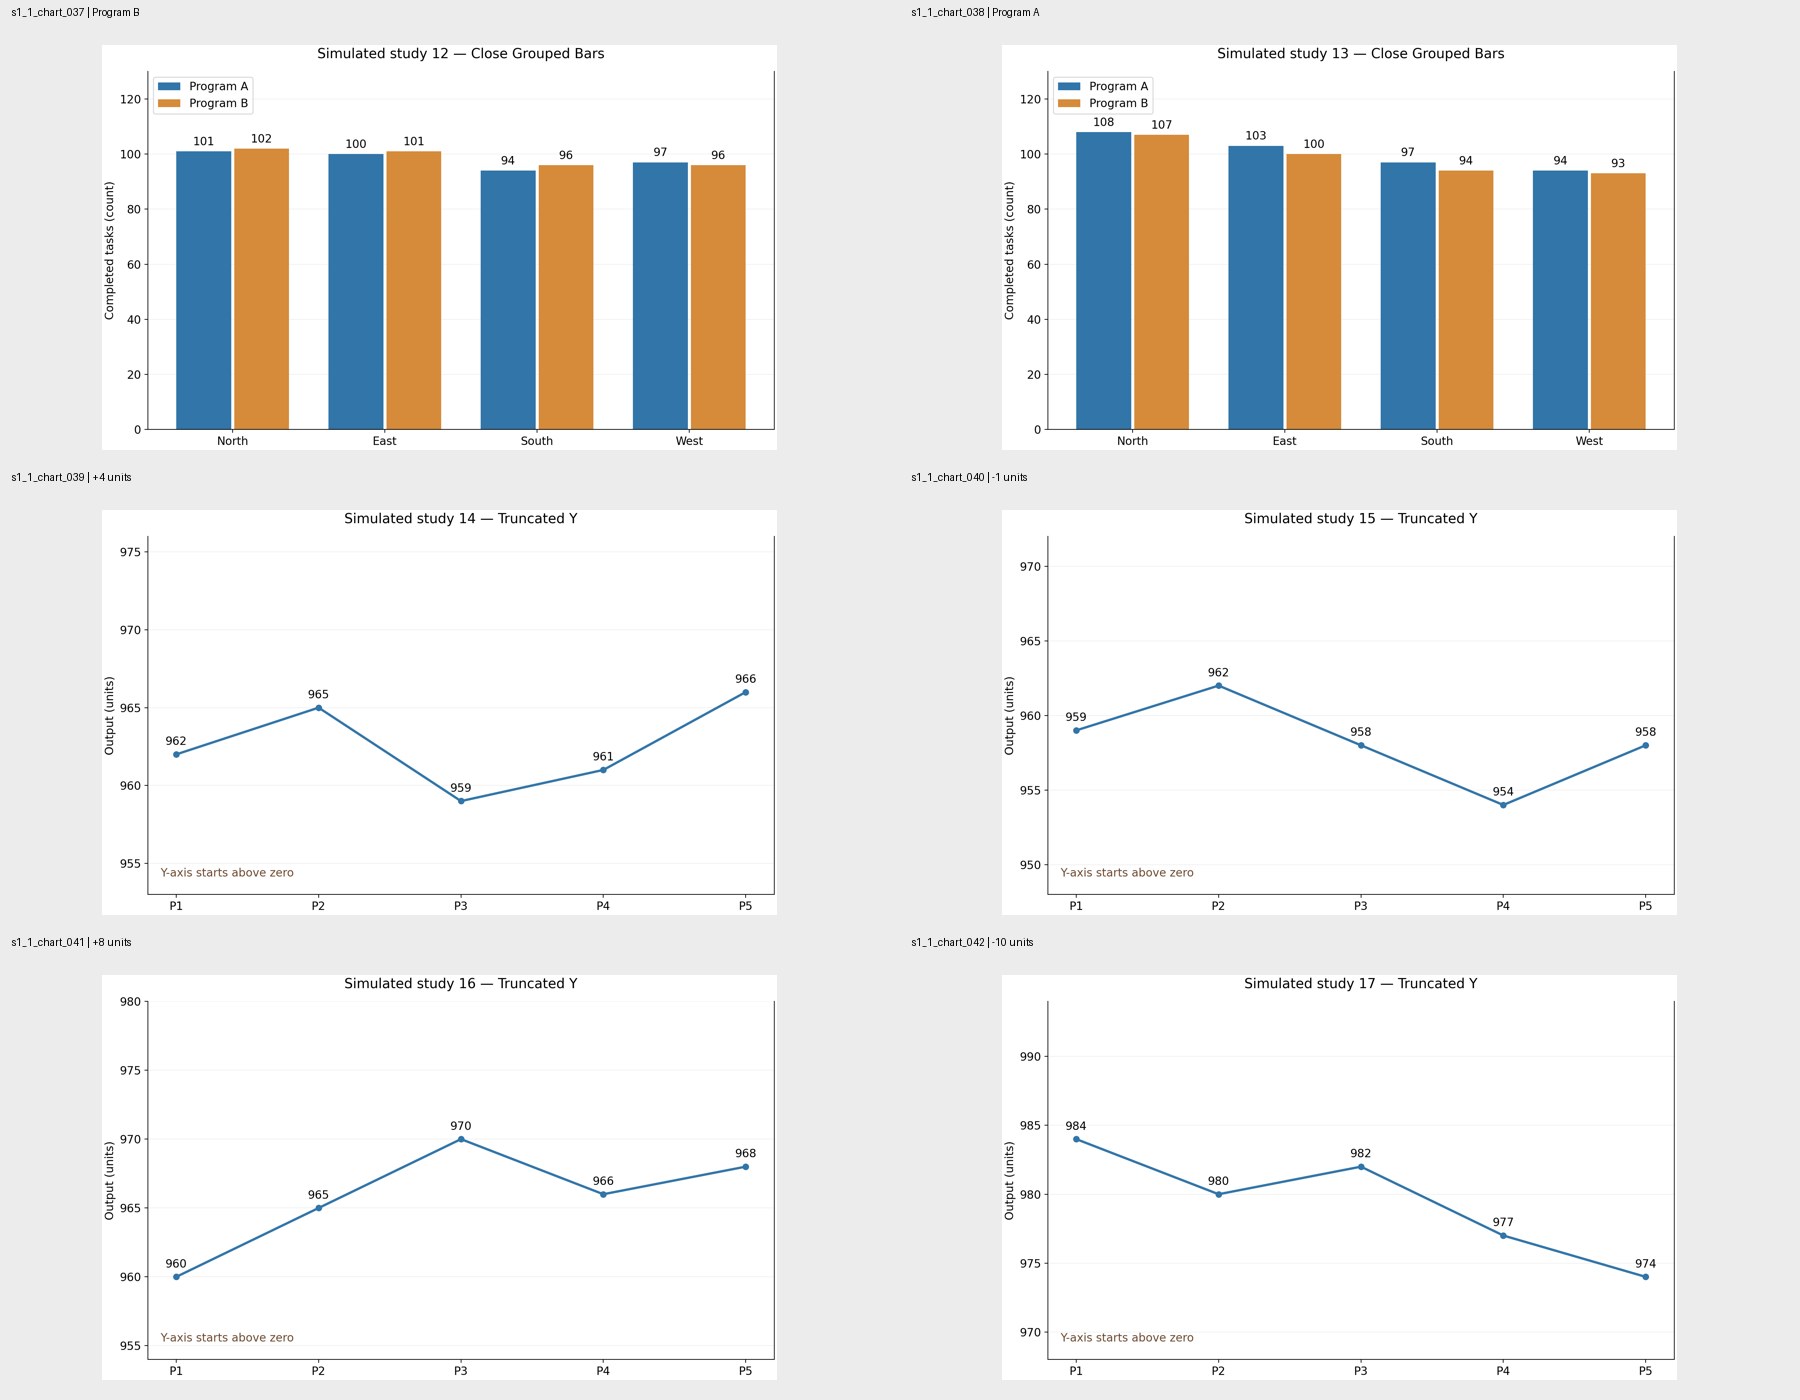 s1_1_chart_037 | Program B
Simulated study 12 — Close Grouped Bars
Program A
Program B
Completed tasks (count)
120
100
80
60
40
20
0
101 102 100 101 94 96 97 96
North East South West
s1_1_chart_038 | Program A
Simulated study 13 — Close Grouped Bars
Program A
Program B
Completed tasks (count)
120
100
80
60
40
20
0
108 107 103 100 97 94 94 93
North East South West
s1_1_chart_039 | +4 units
Simulated study 14 — Truncated Y
Output (units)
975
970
965
960
955
962 965 959 961 966
Y-axis starts above zero
P1 P2 P3 P4 P5
s1_1_chart_040 | -1 units
Simulated study 15 — Truncated Y
Output (units)
970
965
960
955
950
959 962 958 954 958
Y-axis starts above zero
P1 P2 P3 P4 P5
s1_1_chart_041 | +8 units
Simulated study 16 — Truncated Y
Output (units)
980
975
970
965
960
955
960 965 970 966 968
Y-axis starts above zero
P1 P2 P3 P4 P5
s1_1_chart_042 | -10 units
Simulated study 17 — Truncated Y
Output (units)
990
985
980
975
970
984 980 982 977 974
Y-axis starts above zero
P1 P2 P3 P4 P5